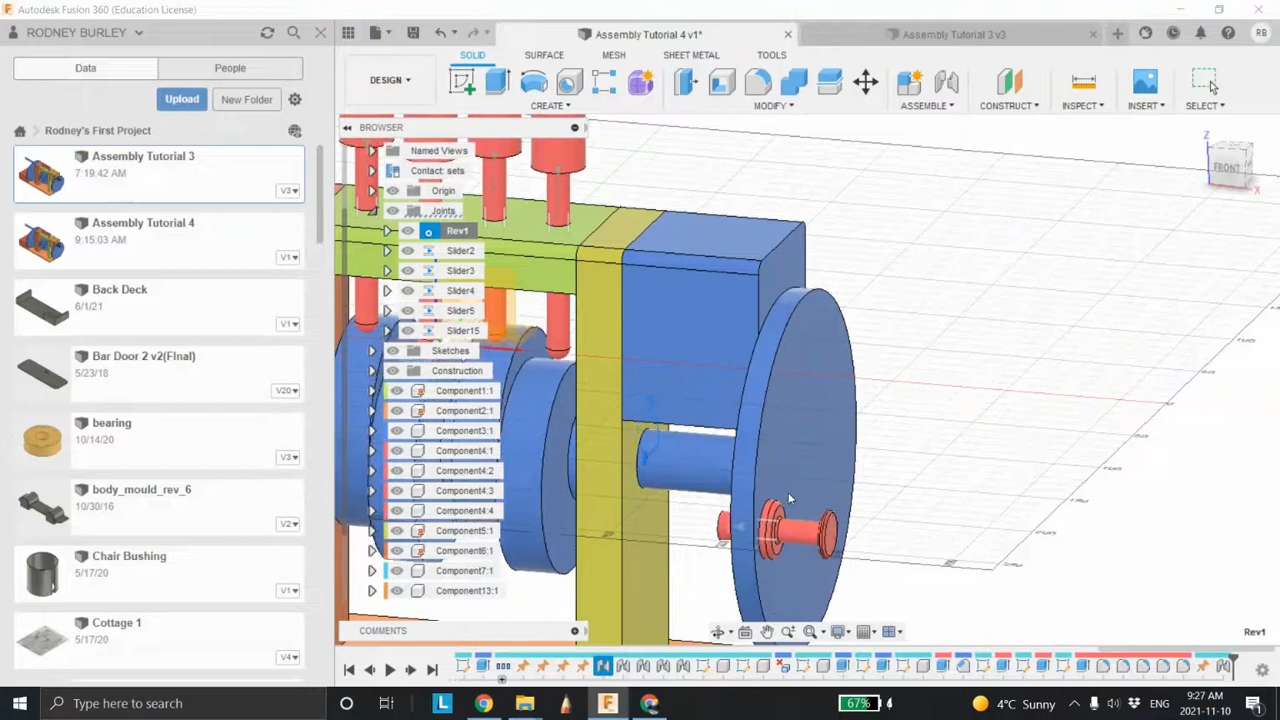 Autodesk Fusion 360 (Education License)
RODNEY BURLEY
Assembly Tutorial 4 v1*
Assembly Tutorial 3 v3
RB
Data
People
SOLID
SURFACE
MESH
SHEET METAL
TOOLS
Upload
New Folder
DESIGN
CREATE
MODIFY
ASSEMBLE
CONSTRUCT
INSPECT
INSERT
SELECT
Rodney's First Project
Assembly Tutorial 3
7:19:42 AM
V3
Assembly Tutorial 4
9:15:03 AM
V1
Back Deck
6/1/21
V1
Bar Door 2 v2(FInal)
5/23/18
V20
bearing
10/14/20
V3
body_mould_rev_6
10/30/16
V2
Chair Bushing
5/17/20
V1
Cottage 1
5/17/20
V4
BROWSER
Named Views
Contact: sets
Origin
Joints
Rev1
Slider2
Slider3
Slider4
Slider5
Slider15
Sketches
Construction
Component1:1
Component2:1
Component3:1
Component4:1
Component4:2
Component4:3
Component4:4
Component5:1
Component6:1
Component7:1
Component13:1
COMMENTS
Z
FRONT
X
Rev1
Type here to search
L
F
67%
4°C Sunny
ENG
9:27 AM
2021-11-10
1